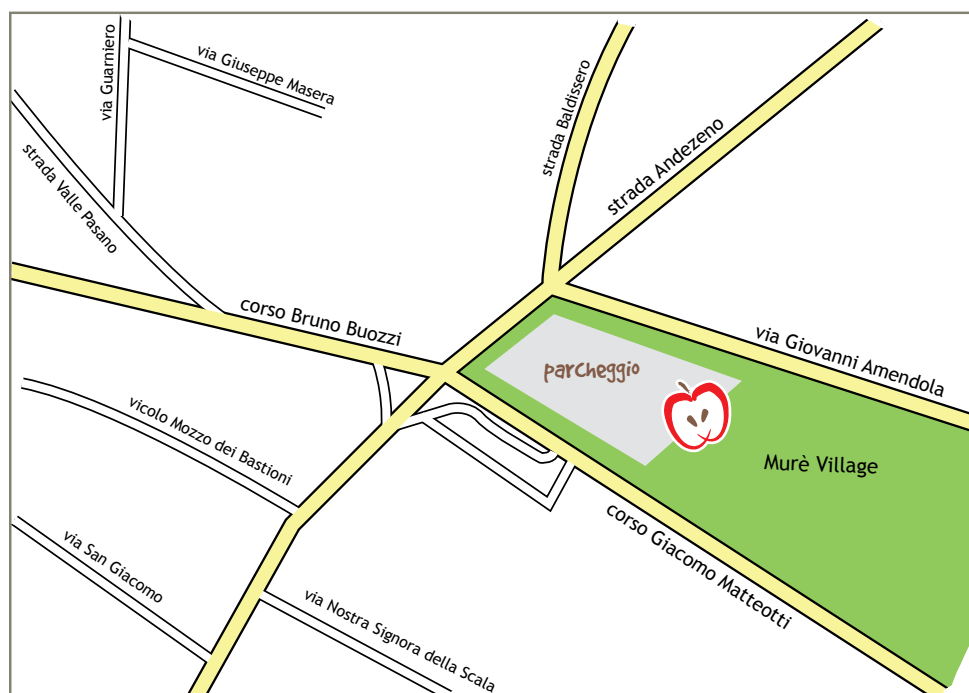 via Guarniero
via Giuseppe Masera
strada Valle Pasano
strada Baldissero
strada Andezeno
corso Bruno Buozzi
via Giovanni Amendola
parcheggio
vicolo Mozzo dei Bastioni
Murè Village
corso Giacomo Matteotti
via San Giacomo
via Nostra Signora della Scala